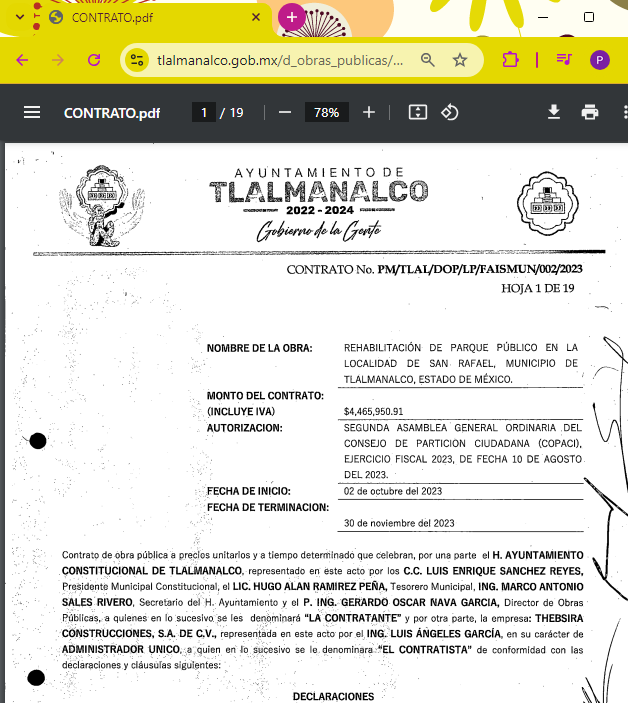 CONTRATO.pdf
tlalmanalco.gob.mx/d_obras_publicas/...
P
CONTRATO.pdf
1 / 19
78%
AYUNTAMIENTO DE
TLALMANALCO
2022 - 2024
Gobierno de la Gente
CONTRATO No. PM/TLAL/DOP/LP/FAISMUN/002/2023
HOJA 1 DE 19
NOMBRE DE LA OBRA:
REHABILITACIÓN DE PARQUE PÚBLICO EN LA
LOCALIDAD DE SAN RAFAEL, MUNICIPIO DE
TLALMANALCO, ESTADO DE MÉXICO.
MONTO DEL CONTRATO:
(INCLUYE IVA)
$4,465,950.91
AUTORIZACION:
SEGUNDA ASAMBLEA GENERAL ORDINARIA DEL
CONSEJO DE PARTICION CIUDADANA (COPACI),
EJERCICIO FISCAL 2023, DE FECHA 10 DE AGOSTO
DEL 2023.
FECHA DE INICIO:
02 de octubre del 2023
FECHA DE TERMINACION:
30 de noviembre del 2023
Contrato de obra pública a precios unitarios y a tiempo determinado que celebran, por una parte el H. AYUNTAMIENTO
CONSTITUCIONAL DE TLALMANALCO, representado en este acto por los C.C. LUIS ENRIQUE SANCHEZ REYES,
Presidente Municipal Constitucional, el LIC. HUGO ALAN RAMIREZ PEÑA, Tesorero Municipal, ING. MARCO ANTONIO
SALES RIVERO, Secretario del H. Ayuntamiento y el P. ING. GERARDO OSCAR NAVA GARCIA, Director de Obras
Públicas, a quienes en lo sucesivo se les denominará "LA CONTRATANTE" y por otra parte, la empresa: THEBSIRA
CONSTRUCCIONES, S.A. DE C.V., representada en este acto por el ING. LUIS ÁNGELES GARCÍA, en su carácter de
ADMINISTRADOR UNICO, a quien en lo sucesivo se le denominara "EL CONTRATISTA" de conformidad con las
declaraciones y cláusulas siguientes:
DECLARACIONES